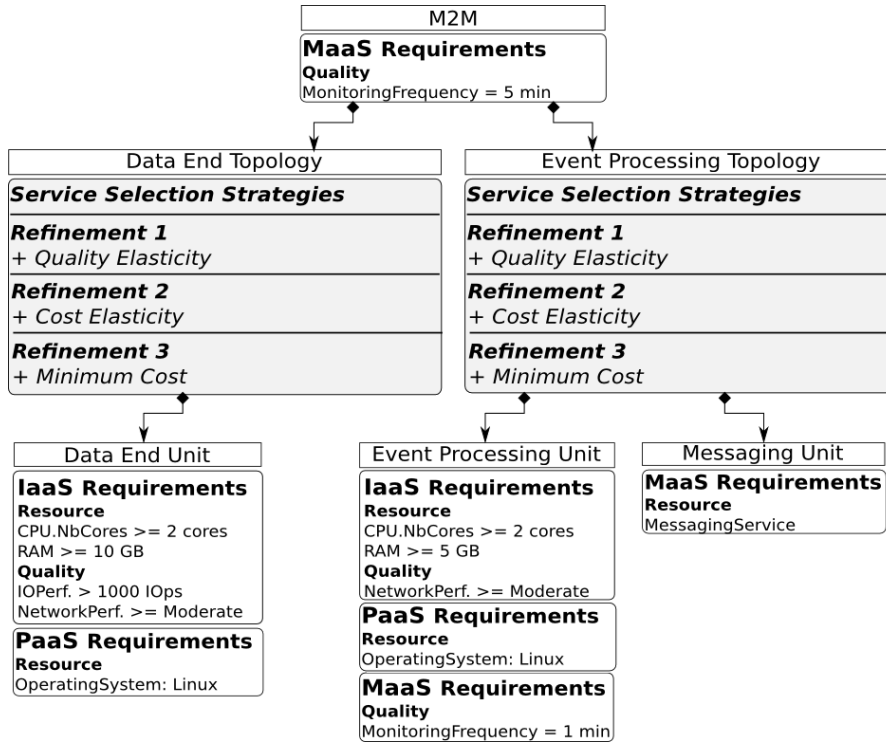 M2M
MaaS Requirements
Quality
MonitoringFrequency = 5 min
Data End Topology
Service Selection Strategies
Refinement 1
+ Quality Elasticity
Refinement 2
+ Cost Elasticity
Refinement 3
+ Minimum Cost
Event Processing Topology
Service Selection Strategies
Refinement 1
+ Quality Elasticity
Refinement 2
+ Cost Elasticity
Refinement 3
+ Minimum Cost
Data End Unit
IaaS Requirements
Resource
CPU.NbCores >= 2 cores
RAM >= 10 GB
Quality
IOPerf. > 1000 IOps
NetworkPerf. >= Moderate
PaaS Requirements
Resource
OperatingSystem: Linux
Event Processing Unit
IaaS Requirements
Resource
CPU.NbCores >= 2 cores
RAM >= 5 GB
Quality
NetworkPerf. >= Moderate
PaaS Requirements
Resource
OperatingSystem: Linux
MaaS Requirements
Quality
MonitoringFrequency = 1 min
Messaging Unit
MaaS Requirements
Resource
MessagingService